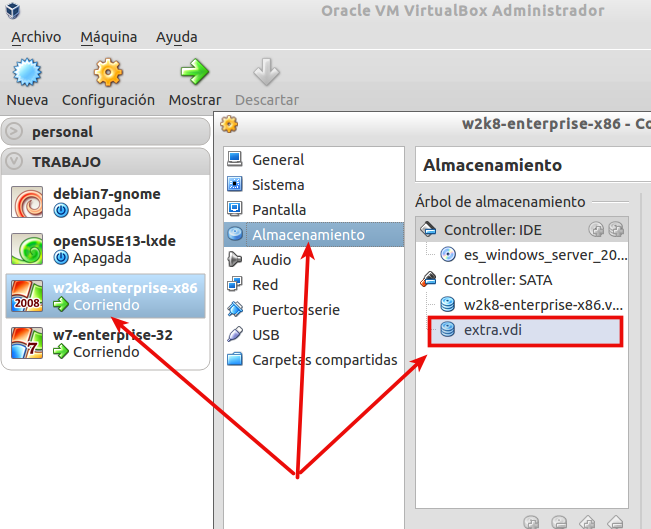 Oracle VM VirtualBox Administrador
Archivo Máquina Ayuda
Nueva Configuración Mostrar Descartar
personal
TRABAJO
debian7-gnome
Apagada
openSUSE13-lxde
Apagada
w2k8-enterprise-x86
2008
Corriendo
w7-enterprise-32
7
Corriendo
w2k8-enterprise-x86 - Co
General
Sistema
Pantalla
Almacenamiento
Audio
Red
Puertos serie
USB
Carpetas compartidas
Almacenamiento
Árbol de almacenamiento
Controller: IDE
es_windows_server_20...
Controller: SATA
w2k8-enterprise-x86.v...
extra.vdi